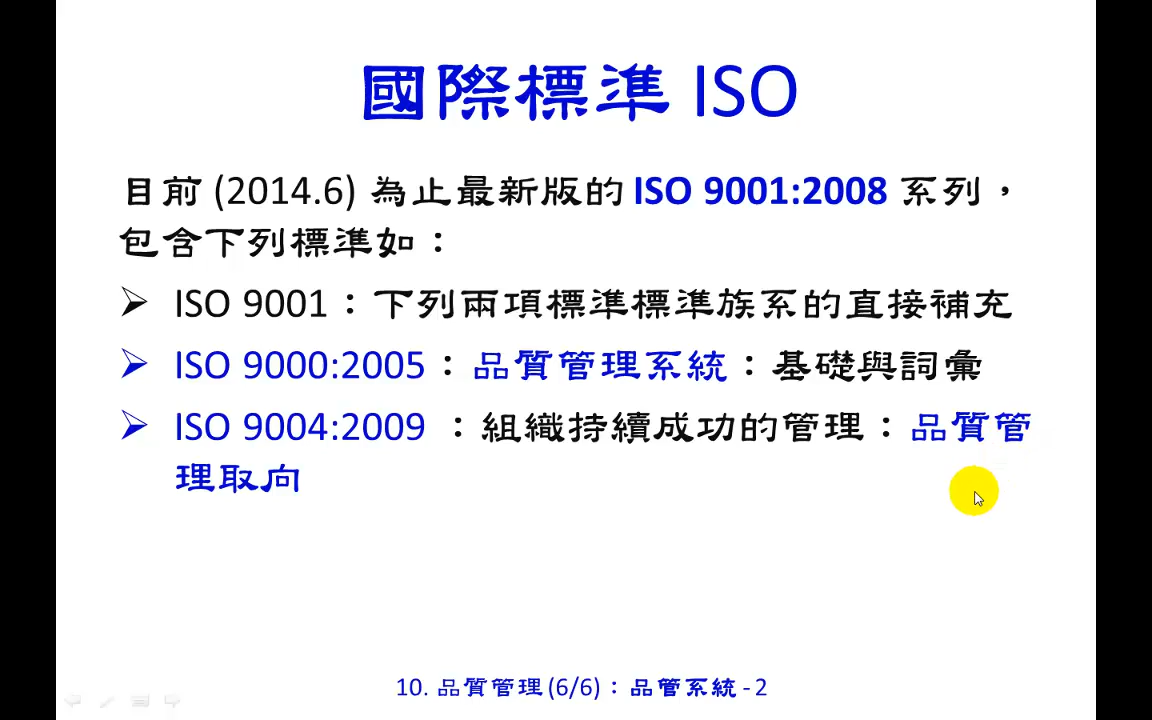 國際標準 ISO
目前 (2014.6) 為止最新版的 ISO 9001:2008 系列，
包含下列標準如：
➢ ISO 9001：下列兩項標準標準族系的直接補充
➢ ISO 9000:2005：品質管理系統：基礎與詞彙
➢ ISO 9004:2009 ：組織持續成功的管理：品質管
理取向
10. 品質管理(6/6)：品管系統 - 2